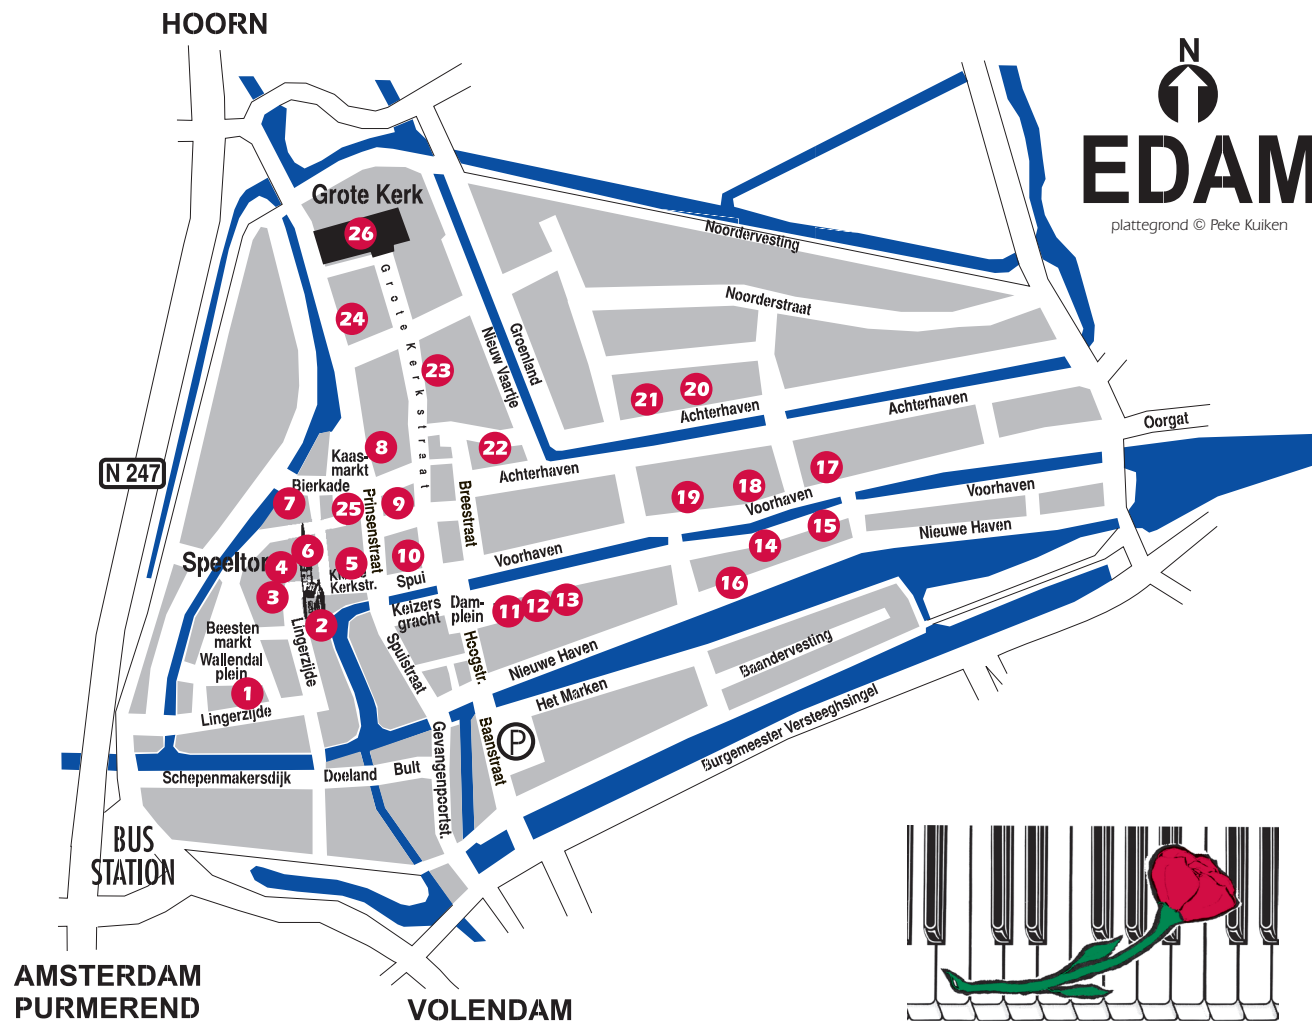 HOORN
N
EDAM
plattegrond © Peke Kuiken
Grote Kerk
26
Noordervesting
Grote Kerkstraat
24
Noorderstraat
Groenland
Nieuw Vaartje
23
21
20
Achterhaven
Achterhaven
Oorgat
8
22
Kaas-
markt
Achterhaven
N 247
Bierkade
7
25
9
Prinsenstraat
Breestraat
19
18
17
Voorhaven
Voorhaven
15
Nieuwe Haven
14
6
Speeltor
4
5
10
Voorhaven
Kerkstr.
Spui
16
3
Keizers
gracht
Dam-
plein
11
12
13
2
Beesten
markt
Lingerzijde
Wallendal
plein
Spuistraat
Hoogstr.
Nieuwe Haven
Baandervesting
1
Lingerzijde
Het Marken
Burgemeester Versteeghsingel
P
Gevangenpoortst.
Baanstraat
Schepenmakersdijk
Doeland
Bult
BUS
STATION
AMSTERDAM
PURMEREND
VOLENDAM